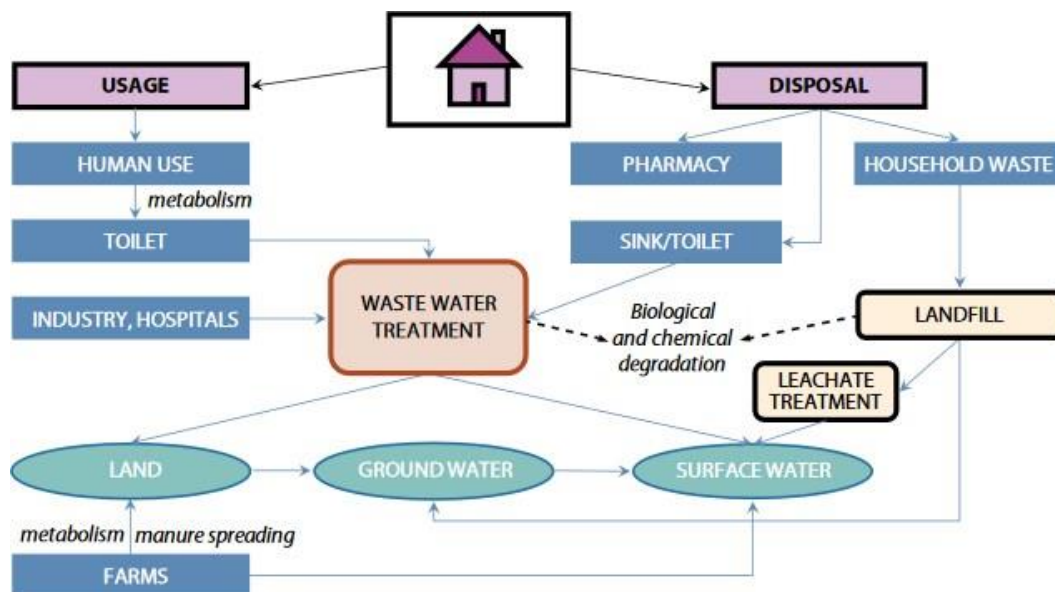 USAGE
DISPOSAL
HUMAN USE
PHARMACY
HOUSEHOLD WASTE
metabolism
TOILET
SINK/TOILET
INDUSTRY, HOSPITALS
WASTE WATER
TREATMENT
Biological
and chemical
degradation
LANDFILL
LEACHATE
TREATMENT
LAND
GROUND WATER
SURFACE WATER
metabolism
manure spreading
FARMS